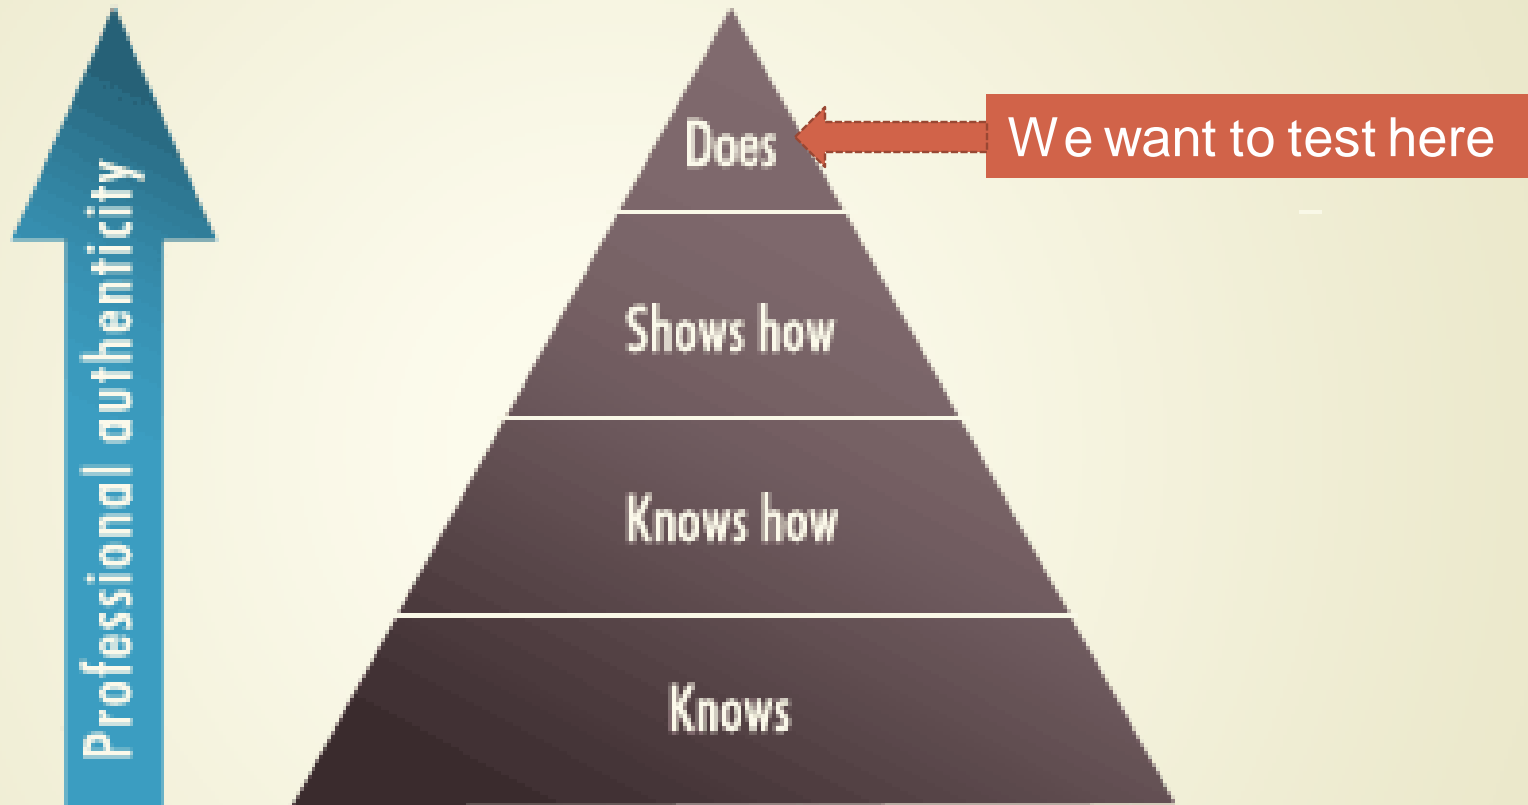 Professional authenticity
Does
We want to test here
Shows how
Knows how
Knows